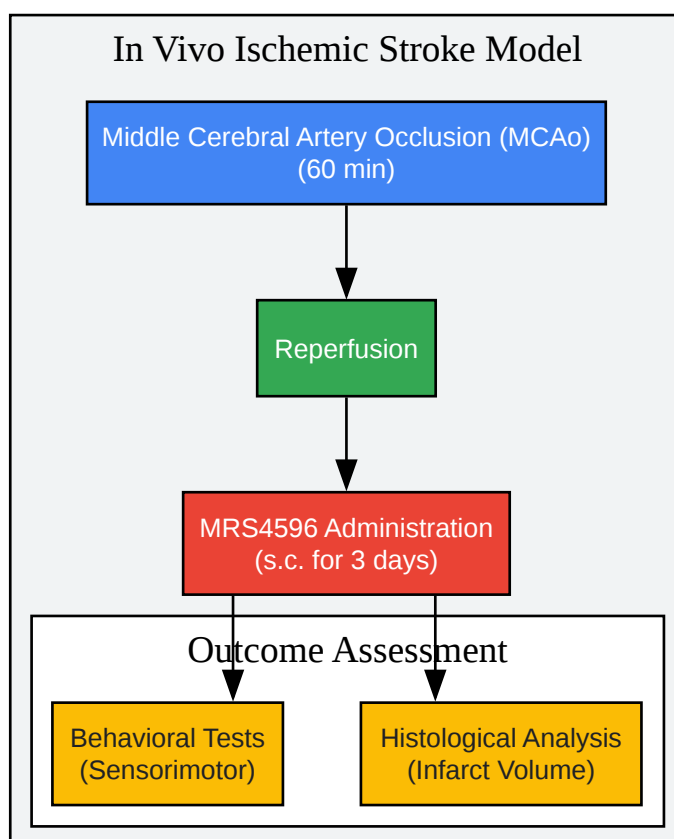 In Vivo Ischemic Stroke Model
Middle Cerebral Artery Occlusion (MCAo)
(60 min)
Reperfusion
MRS4596 Administration
(s.c. for 3 days)
Outcome Assessment
Behavioral Tests
(Sensorimotor)
Histological Analysis
(Infarct Volume)